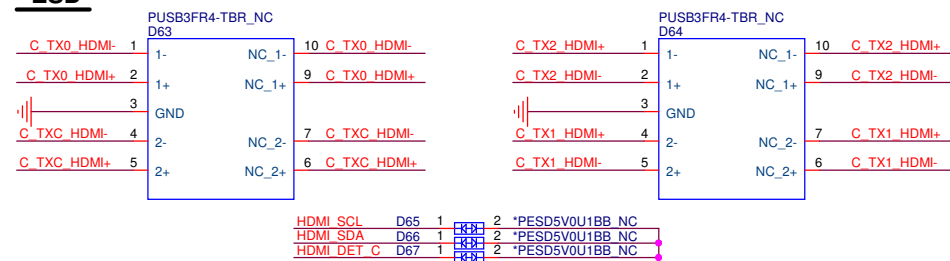 PUSB3FR4-TBR_NC
D63
C_TX0_HDMI- 1 1- NC_1- 10 C_TX0_HDMI-
C_TX0_HDMI+ 2 1+ NC_1+ 9 C_TX0_HDMI+
3 GND
C_TXC_HDMI- 4 2- NC_2- 7 C_TXC_HDMI-
C_TXC_HDMI+ 5 2+ NC_2+ 6 C_TXC_HDMI+
PUSB3FR4-TBR_NC
D64
C_TX2_HDMI+ 1 1- NC_1- 10 C_TX2_HDMI+
C_TX2_HDMI- 2 1+ NC_1+ 9 C_TX2_HDMI-
3 GND
C_TX1_HDMI+ 4 2- NC_2- 7 C_TX1_HDMI+
C_TX1_HDMI- 5 2+ NC_2+ 6 C_TX1_HDMI-
HDMI_SCL D65 1 2 *PESD5V0U1BB_NC
HDMI_SDA D66 1 2 *PESD5V0U1BB_NC
HDMI_DET_C D67 1 2 *PESD5V0U1BB_NC